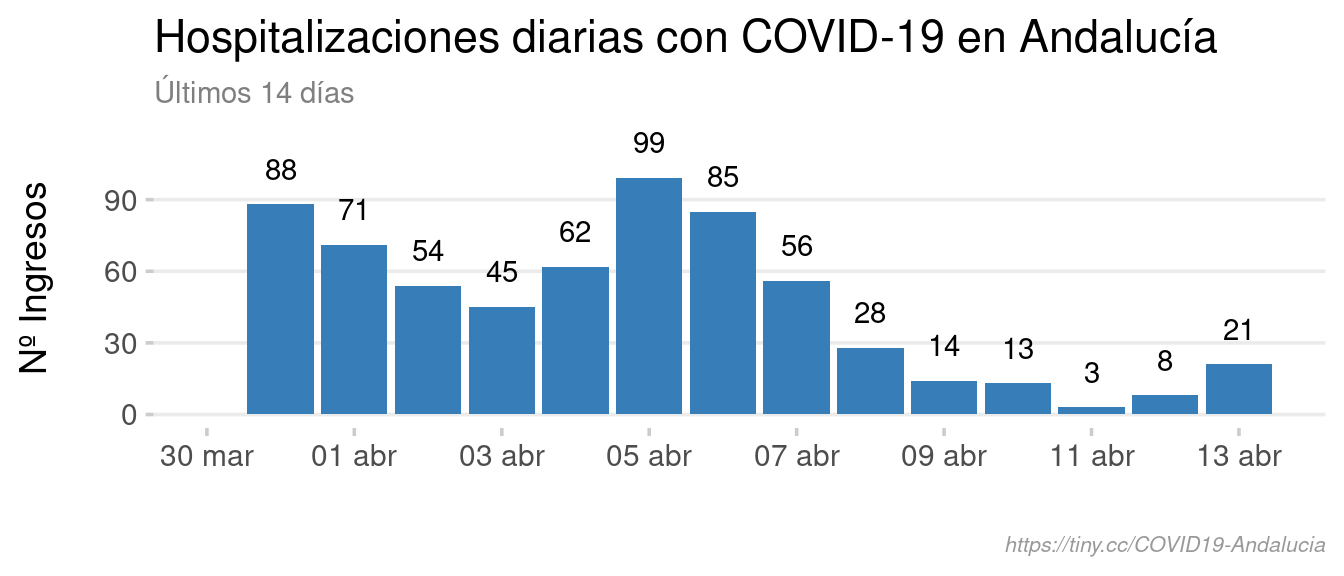 Hospitalizaciones diarias con COVID-19 en Andalucía
Últimos 14 días
Nº Ingresos
90
60
30
0
88
71
54
45
62
99
85
56
28
14
13
3
8
21
30 mar
01 abr
03 abr
05 abr
07 abr
09 abr
11 abr
13 abr
https://tiny.cc/COVID19-Andalucia